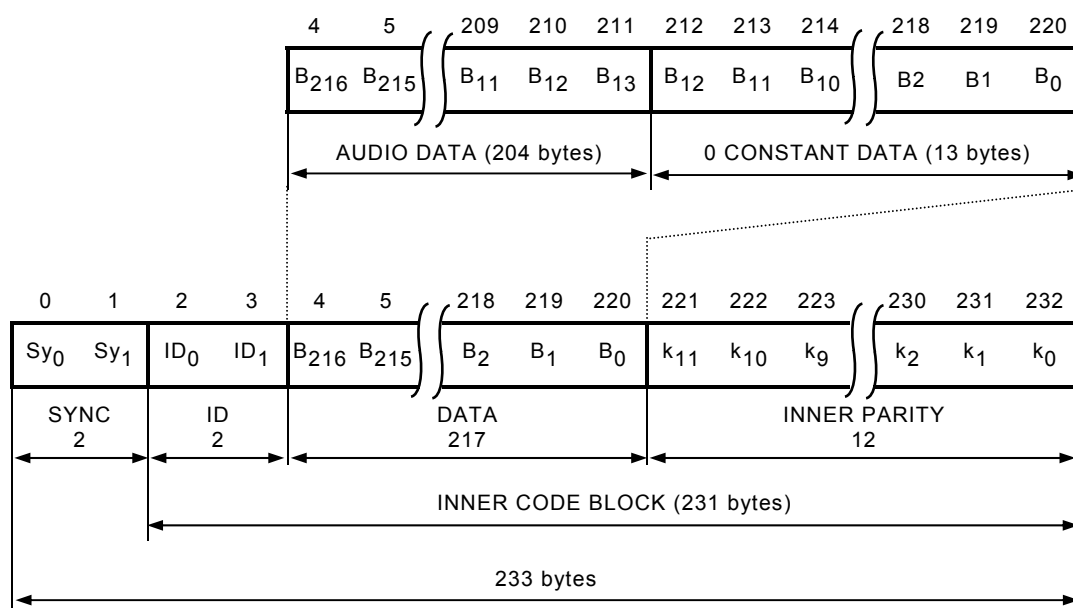 4 5 209 210 211 212 213 214 218 219 220
B216 B215 B11 B12 B13 B12 B11 B10 B2 B1 B0
AUDIO DATA (204 bytes) 0 CONSTANT DATA (13 bytes)
0 1 2 3 4 5 218 219 220 221 222 223 230 231 232
Sy0 Sy1 ID0 ID1 B216 B215 B2 B1 B0 k11 k10 k9 k2 k1 k0
SYNC ID DATA INNER PARITY
2 2 217 12
INNER CODE BLOCK (231 bytes)
233 bytes